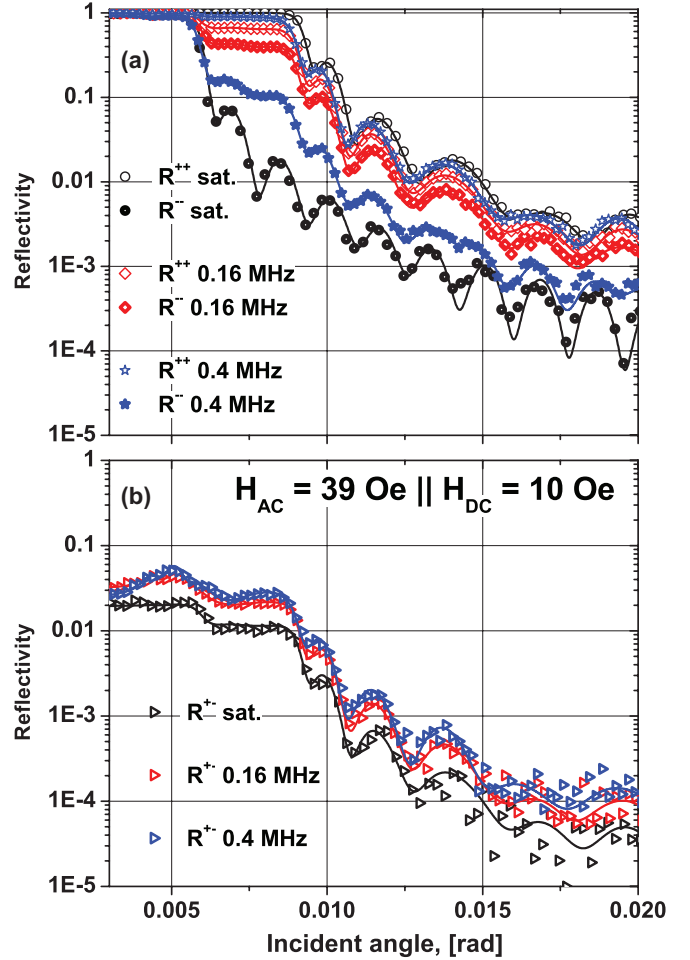 1
(a)
0.1
0.01
1E-3
1E-4
1E-5
Reflectivity
R++ sat.
R-- sat.
R++ 0.16 MHz
R-- 0.16 MHz
R++ 0.4 MHz
R-- 0.4 MHz
1
(b)
H_AC = 39 Oe || H_DC = 10 Oe
0.1
0.01
1E-3
1E-4
1E-5
Reflectivity
R+- sat.
R+- 0.16 MHz
R+- 0.4 MHz
0.005
0.010
0.015
0.020
Incident angle, [rad]